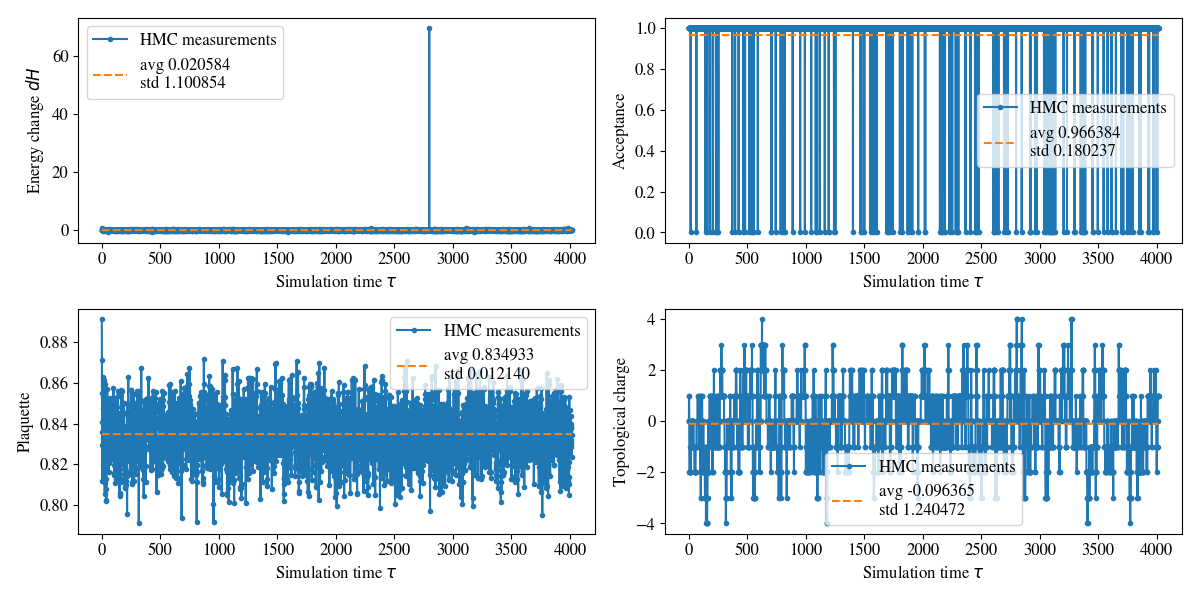 Energy change dH
60
40
20
0
HMC measurements
avg 0.020584
std 1.100854
0
500
1000
1500
2000
2500
3000
3500
4000
Simulation time τ
Acceptance
1.0
0.8
0.6
0.4
0.2
0.0
HMC measurements
avg 0.966384
std 0.180237
0
500
1000
1500
2000
2500
3000
3500
4000
Simulation time τ
Plaquette
0.88
0.86
0.84
0.82
0.80
HMC measurements
avg 0.834933
std 0.012140
0
500
1000
1500
2000
2500
3000
3500
4000
Simulation time τ
Topological charge
4
2
0
−2
−4
HMC measurements
avg -0.096365
std 1.240472
0
500
1000
1500
2000
2500
3000
3500
4000
Simulation time τ